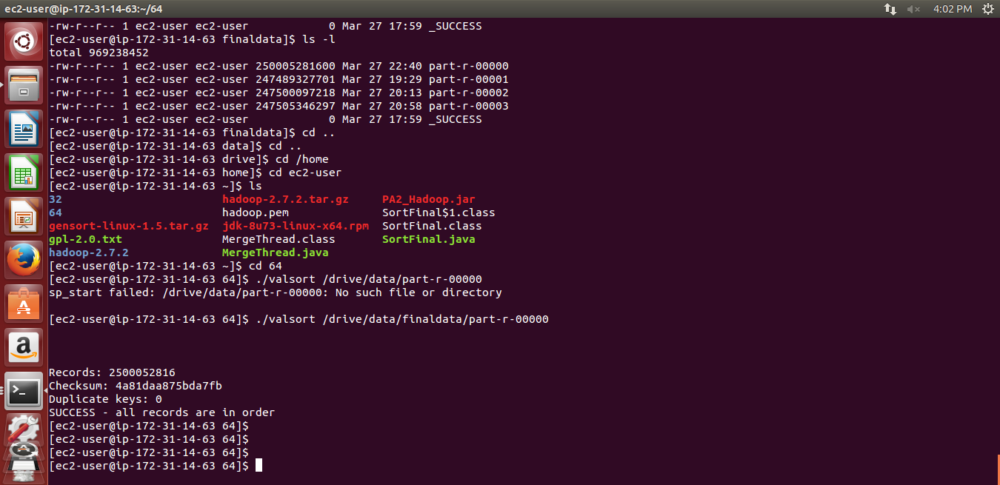 ec2-user@ip-172-31-14-63:~/64
4:02 PM
-rw-r--r-- 1 ec2-user ec2-user            0 Mar 27 17:59 _SUCCESS
[ec2-user@ip-172-31-14-63 finaldata]$ ls -l
total 969238452
-rw-r--r-- 1 ec2-user ec2-user 250005281600 Mar 27 22:40 part-r-00000
-rw-r--r-- 1 ec2-user ec2-user 247489327701 Mar 27 19:29 part-r-00001
-rw-r--r-- 1 ec2-user ec2-user 247500097218 Mar 27 20:13 part-r-00002
-rw-r--r-- 1 ec2-user ec2-user 247505346297 Mar 27 20:58 part-r-00003
-rw-r--r-- 1 ec2-user ec2-user            0 Mar 27 17:59 _SUCCESS
[ec2-user@ip-172-31-14-63 finaldata]$ cd ..
[ec2-user@ip-172-31-14-63 data]$ cd ..
[ec2-user@ip-172-31-14-63 drive]$ cd /home
[ec2-user@ip-172-31-14-63 home]$ cd ec2-user
[ec2-user@ip-172-31-14-63 ~]$ ls
32                        hadoop-2.7.2.tar.gz     PA2_Hadoop.jar
64                        hadoop.pem              SortFinal$1.class
gensort-linux-1.5.tar.gz  jdk-8u73-linux-x64.rpm  SortFinal.class
gpl-2.0.txt               MergeThread.class       SortFinal.java
hadoop-2.7.2              MergeThread.java
[ec2-user@ip-172-31-14-63 ~]$ cd 64
[ec2-user@ip-172-31-14-63 64]$ ./valsort /drive/data/part-r-00000
sp_start failed: /drive/data/part-r-00000: No such file or directory
[ec2-user@ip-172-31-14-63 64]$ ./valsort /drive/data/finaldata/part-r-00000
Records: 2500052816
Checksum: 4a81daa875bda7fb
Duplicate keys: 0
SUCCESS - all records are in order
[ec2-user@ip-172-31-14-63 64]$
[ec2-user@ip-172-31-14-63 64]$
[ec2-user@ip-172-31-14-63 64]$
[ec2-user@ip-172-31-14-63 64]$